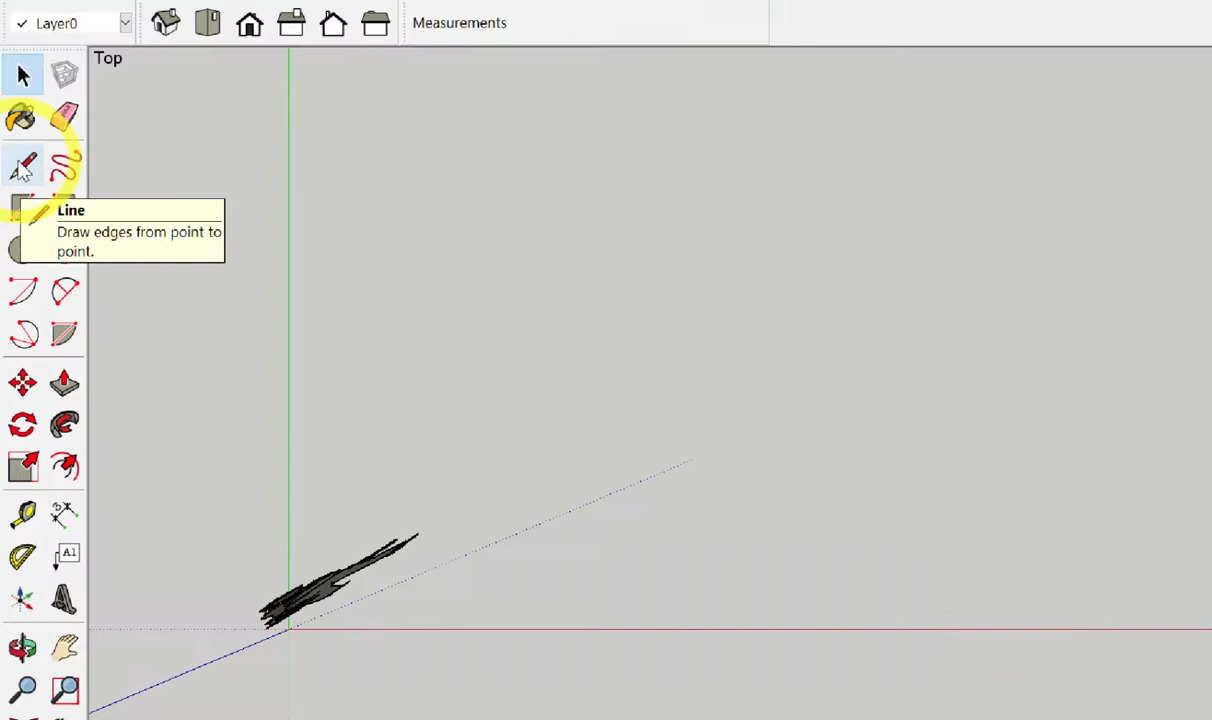 Layer0
Measurements
Top
Line
Draw edges from point to
point.
A1